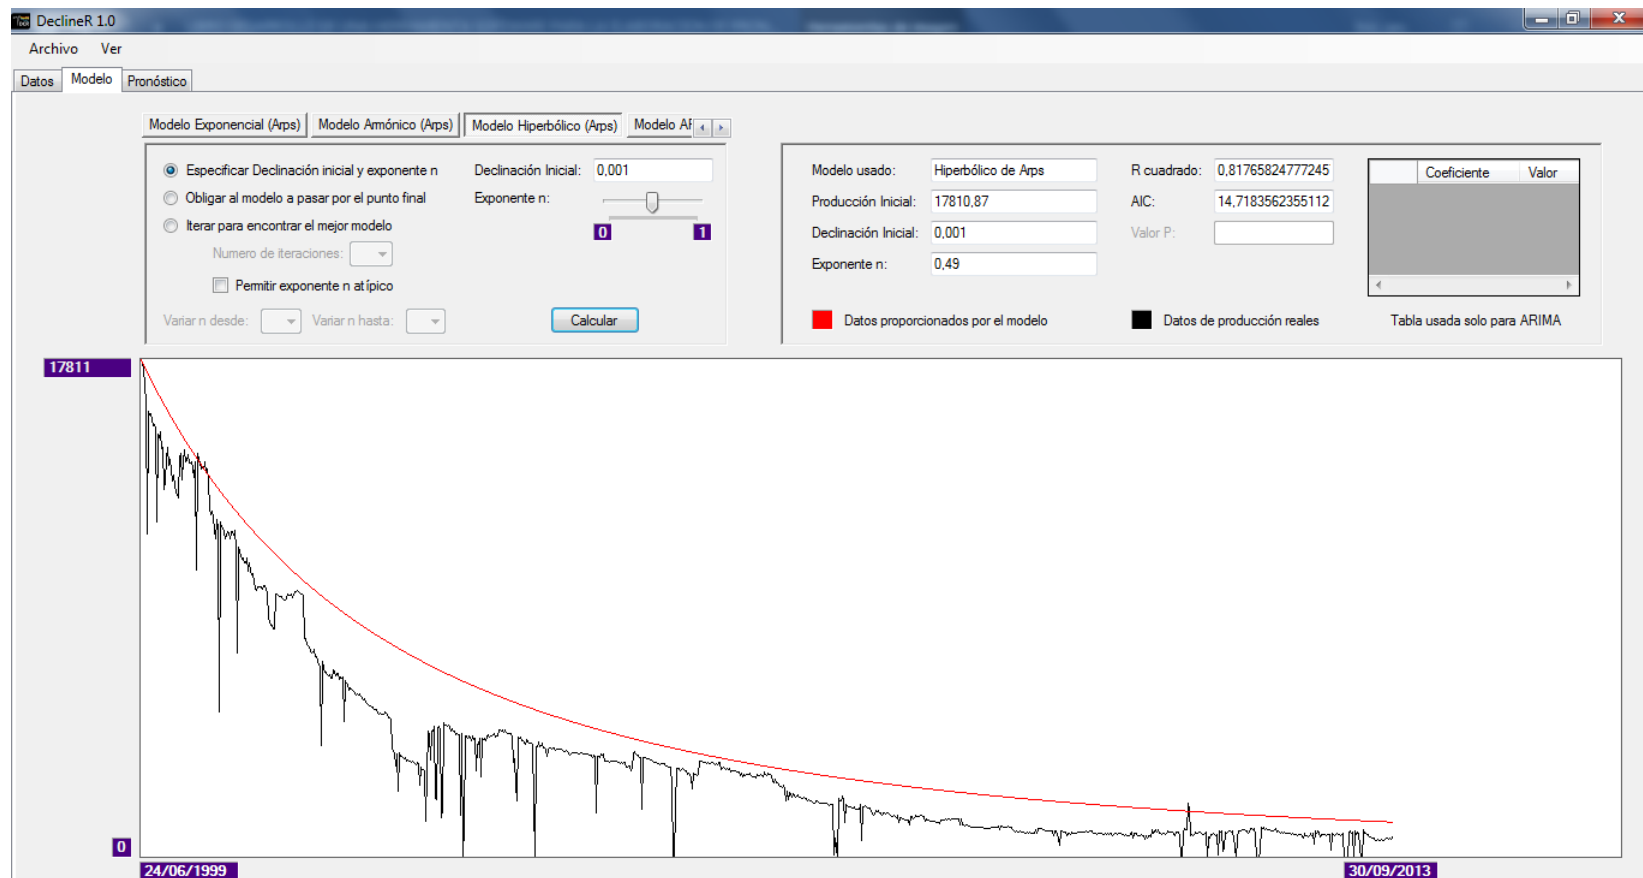 DeclineR 1.0
Archivo Ver
Datos Modelo Pronóstico
Modelo Exponencial (Arps) Modelo Armónico (Arps) Modelo Hiperbólico (Arps) Modelo AR
Especificar Declinación inicial y exponente n
Obligar al modelo a pasar por el punto final
Iterar para encontrar el mejor modelo
Numero de iteraciones:
Permitir exponente n atípico
Variar n desde: Variar n hasta:
Declinación Inicial: 0,001
Exponente n:
0 1
Calcular
Modelo usado: Hiperbólico de Arps
Producción Inicial: 17810,87
Declinación Inicial: 0,001
Exponente n: 0,49
R cuadrado: 0,81765824777245
AIC: 14,7183562355112
Valor P:
Coeficiente Valor
Datos proporcionados por el modelo
Datos de producción reales
Tabla usada solo para ARIMA
17811
0
24/06/1999
30/09/2013